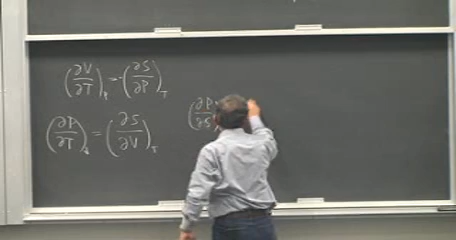 (∂V/∂T)_P = -(∂S/∂P)_T
(∂P/∂T)_V = (∂S/∂V)_T
(∂P/∂S